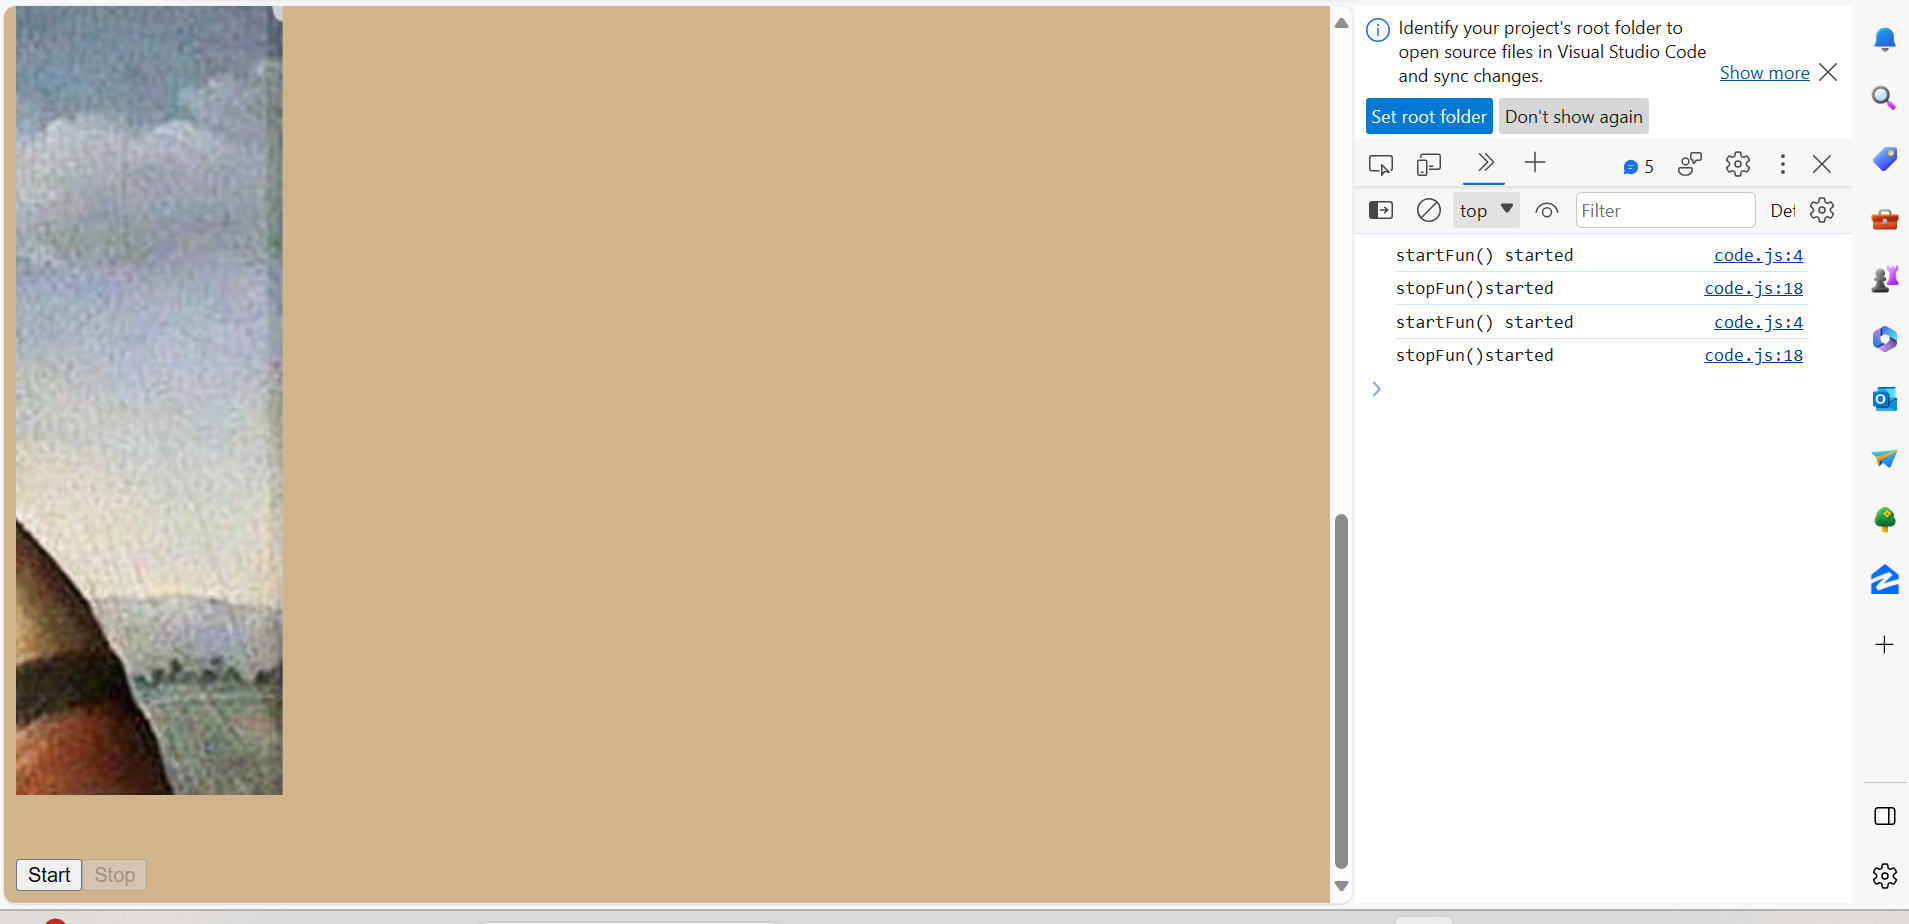 Identify your project's root folder to
open source files in Visual Studio Code
and sync changes.
Show more
Set root folder
Don't show again
5
top
Filter
Def
startFun() started code.js:4
stopFun()started code.js:18
startFun() started code.js:4
stopFun()started code.js:18
Start Stop